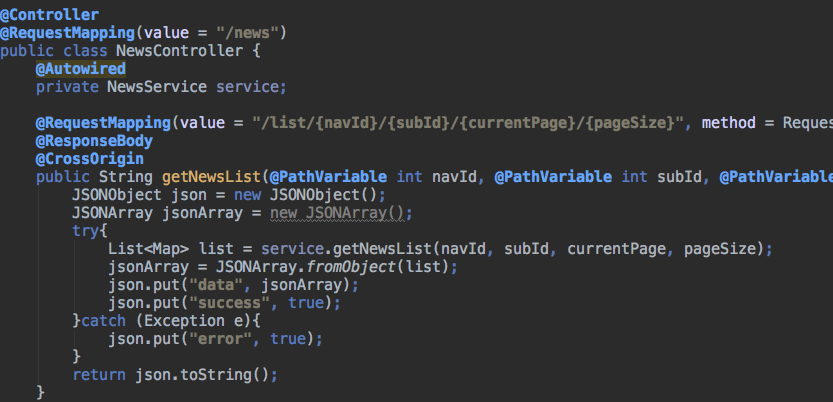 @Controller
@RequestMapping(value = "/news")
public class NewsController {
@Autowired
private NewsService service;
@RequestMapping(value = "/list/{navId}/{subId}/{currentPage}/{pageSize}", method = Reques
@ResponseBody
@CrossOrigin
public String getNewsList(@PathVariable int navId, @PathVariable int subId, @PathVariable
JSONObject json = new JSONObject();
JSONArray jsonArray = new JSONArray();
try{
List<Map> list = service.getNewsList(navId, subId, currentPage, pageSize);
jsonArray = JSONArray.fromObject(list);
json.put("data", jsonArray);
json.put("success", true);
}catch (Exception e){
json.put("error", true);
}
return json.toString();
}